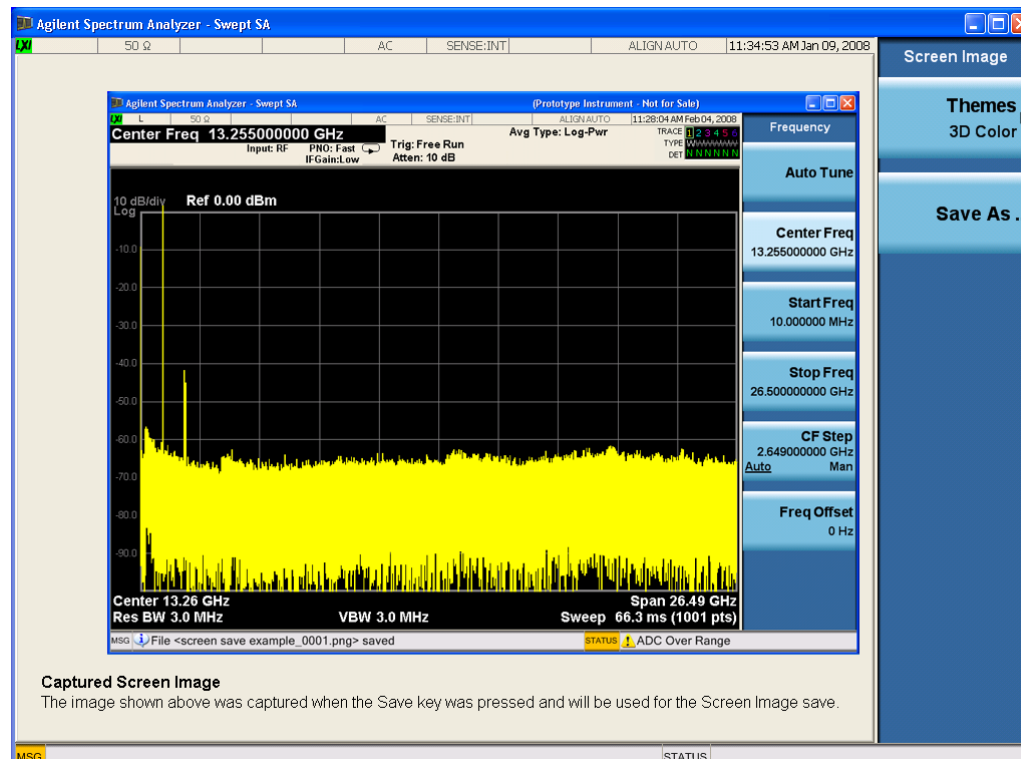 Agilent Spectrum Analyzer - Swept SA
LXI 50 Ω AC SENSE:INT ALIGN AUTO 11:34:53 AM Jan 09, 2008
Screen Image
Themes
3D Color
Save As .
Agilent Spectrum Analyzer - Swept SA (Prototype Instrument - Not for Sale)
L 50 Ω AC SENSE:INT ALIGN AUTO 11:28:04 AM Feb 04, 2008
Center Freq 13.255000000 GHz
Input: RF PNO: Fast
IFGain:Low
Trig: Free Run
Atten: 10 dB
Avg Type: Log-Pwr
TRACE 1 2 3 4 5 6
TYPE
DET N N N N N N
10 dB/div Ref 0.00 dBm
Log
-10.0
-20.0
-30.0
-40.0
-50.0
-60.0
-70.0
-80.0
-90.0
Center 13.26 GHz Span 26.49 GHz
Res BW 3.0 MHz VBW 3.0 MHz Sweep 66.3 ms (1001 pts)
MSG File <screen save example_0001.png> saved STATUS ADC Over Range
Frequency
Auto Tune
Center Freq
13.255000000 GHz
Start Freq
10.000000 MHz
Stop Freq
26.500000000 GHz
CF Step
2.649000000 GHz
Auto Man
Freq Offset
0 Hz
Captured Screen Image
The image shown above was captured when the Save key was pressed and will be used for the Screen Image save.
MSG STATUS